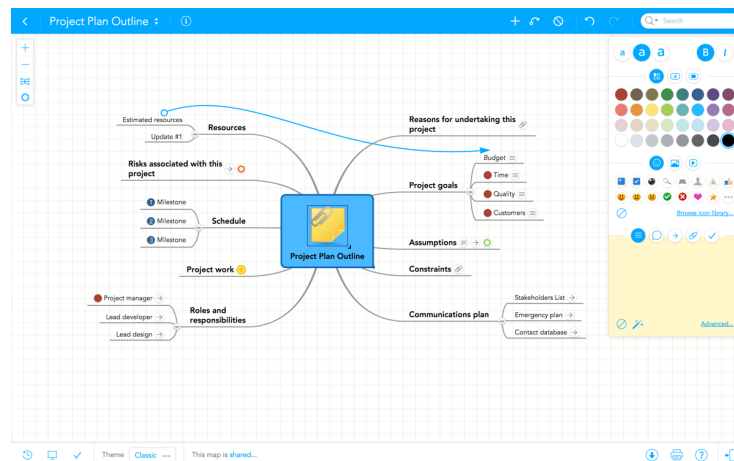 Project Plan Outline
Search
a a a B I
Estimated resources
Update #1
Resources
Risks associated with this
project
1 Milestone
2 Milestone
3 Milestone
Schedule
Project work
Project manager
Lead developer
Lead design
Roles and
responsibilities
Project Plan Outline
Reasons for undertaking this
project
Project goals
Budget
Time
Quality
Customers
Assumptions
Constraints
Communications plan
Stakeholders List
Emergency plan
Contact database
Browse icon library...
Advanced...
Theme Classic This map is shared...